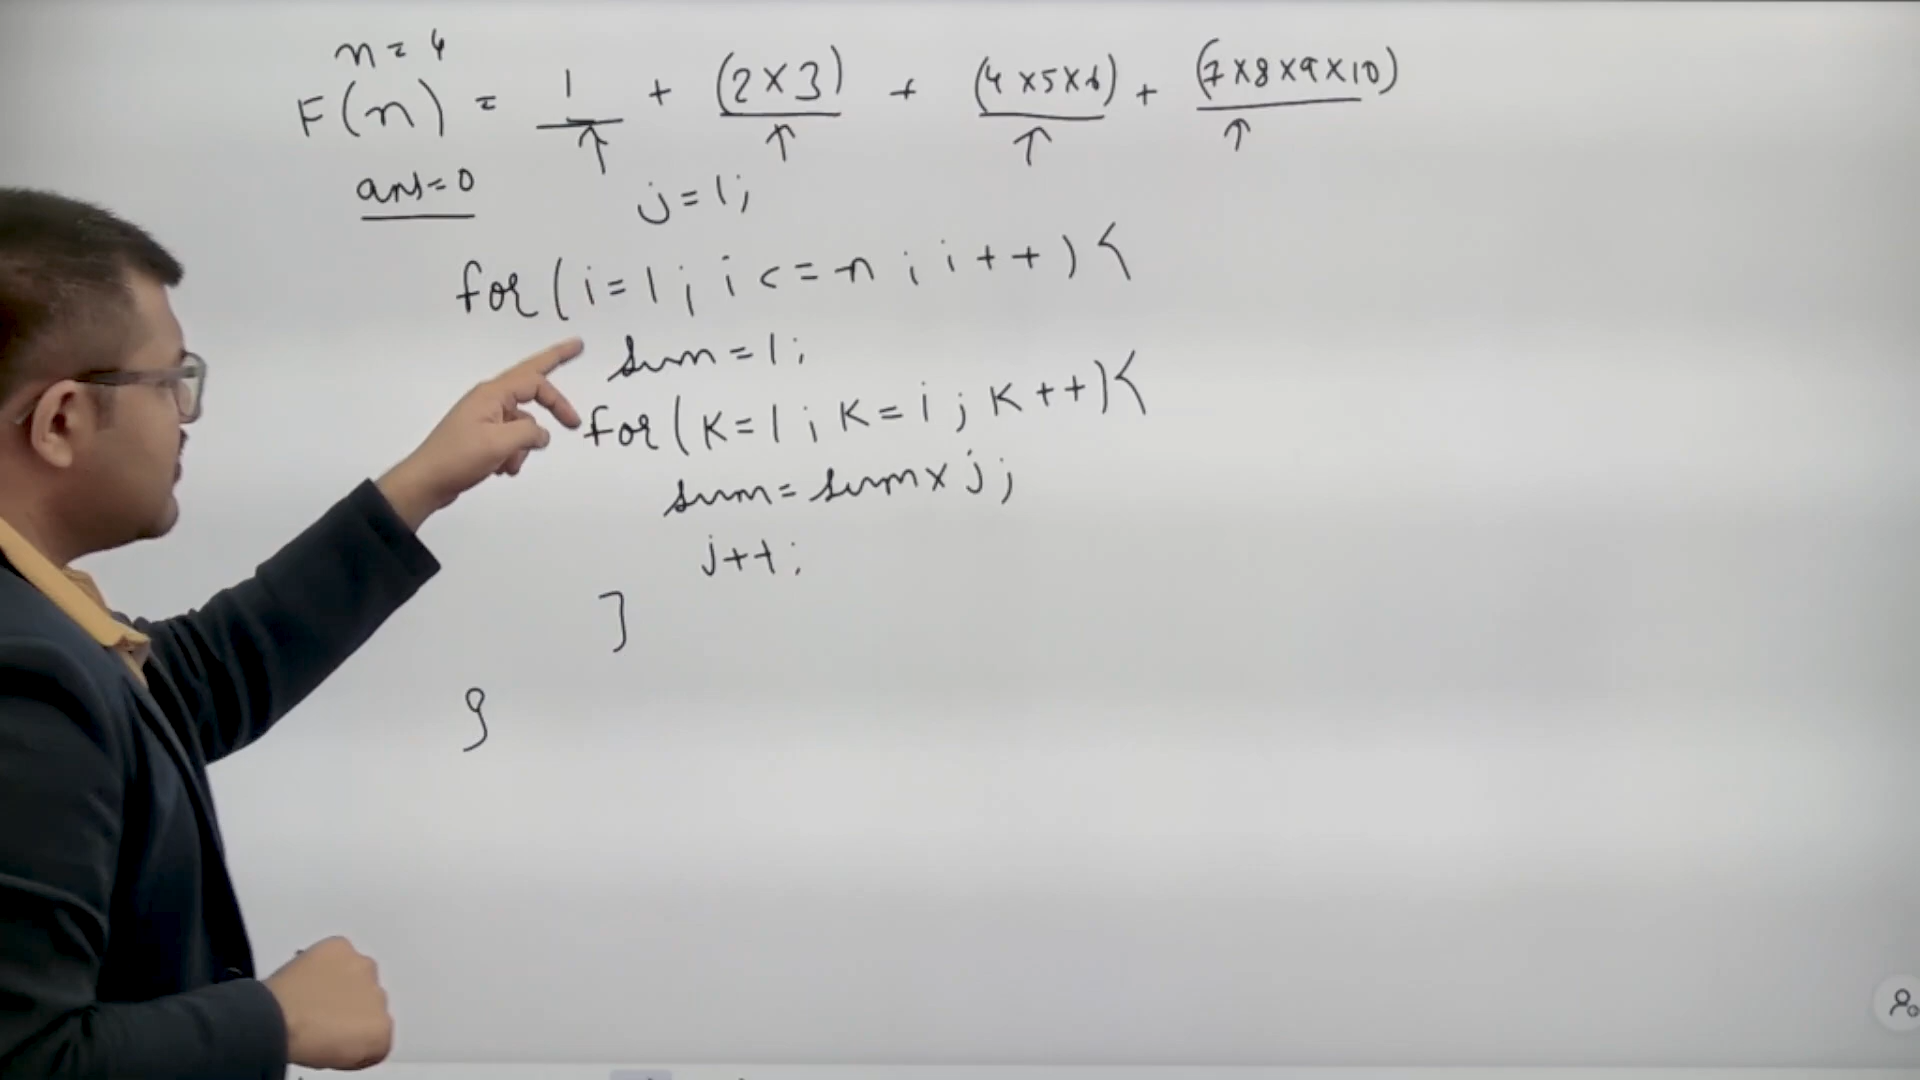 n = 4
F(n) = 1 + (2×3) + (4×5×6) + (7×8×9×10)
ans=0
j=1;
for(i=1; i<=n; i++){
sum=1;
for(K=1; K=i; K++){
sum=sum×j;
j++;
}
}